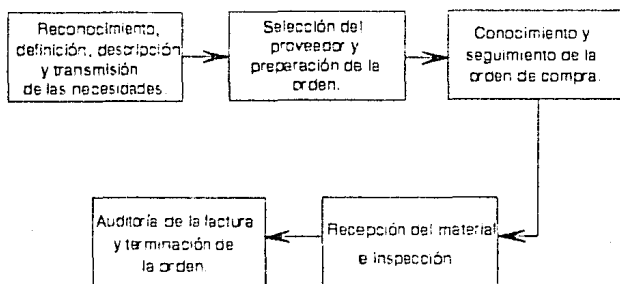 Reconocimiento,
definición, descripción
y transmisión
de las necesidades.
Selección del
proveedor y
preparación de la
orden.
Conocimiento y
seguimiento de la
orden de compra.
Auditoría de la factura
y terminación de
la orden.
Recepción del material
e inspección